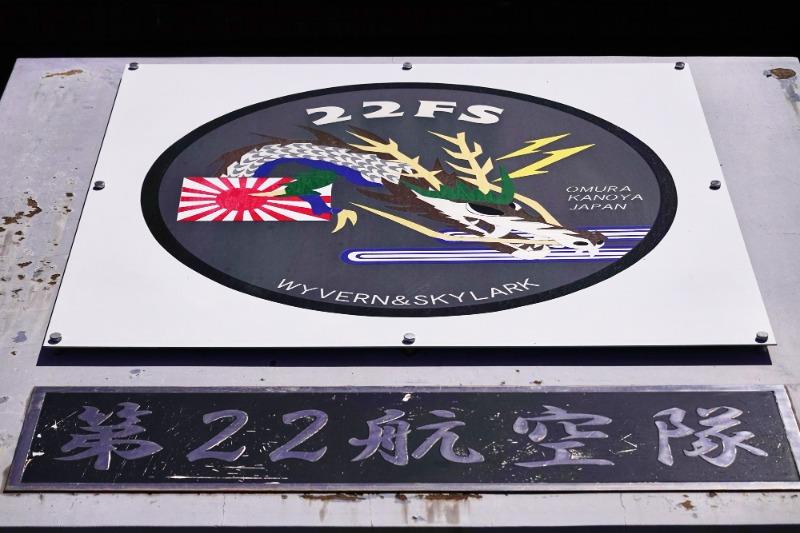 22FS
OMURA
KANOYA
JAPAN
WYVERN&SKYLARK
第22航空隊